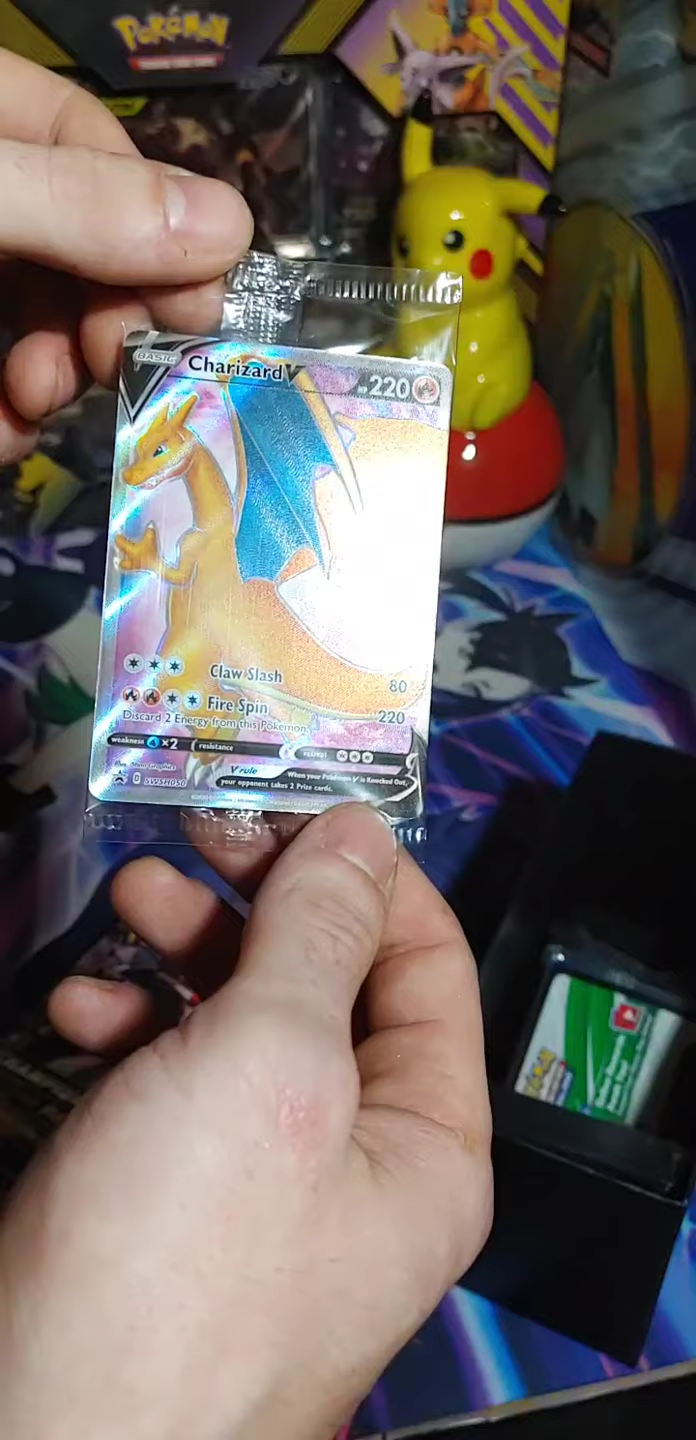 Pokémon
BASIC
Charizard V
220
Claw Slash
80
Fire Spin
220
Discard 2 Energy from this Pokémon.
weakness
×2
resistance
retreat
V rule
When your Pokémon V is Knocked Out,
your opponent takes 2 Prize cards.
D SWSH050